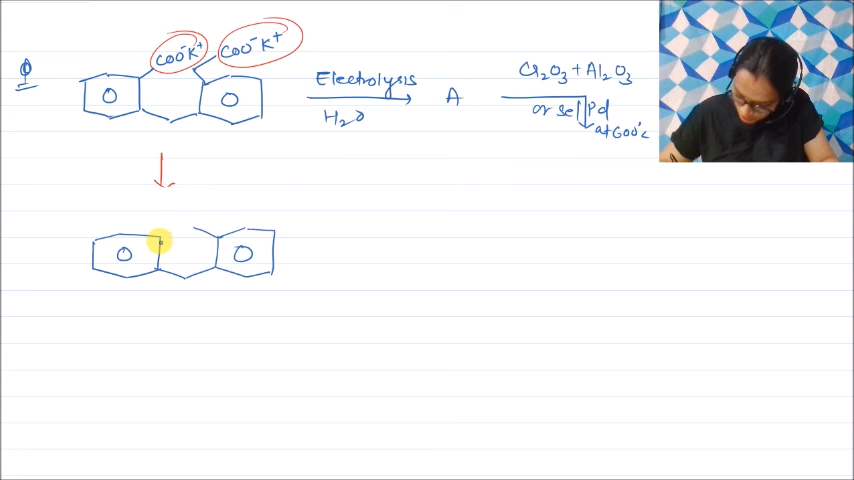 Q
COO⁻K⁺ COO⁻K⁺
Electrolysis
H₂O
A
Cr₂O₃ + Al₂O₃
or Se/Pd
at 600°C